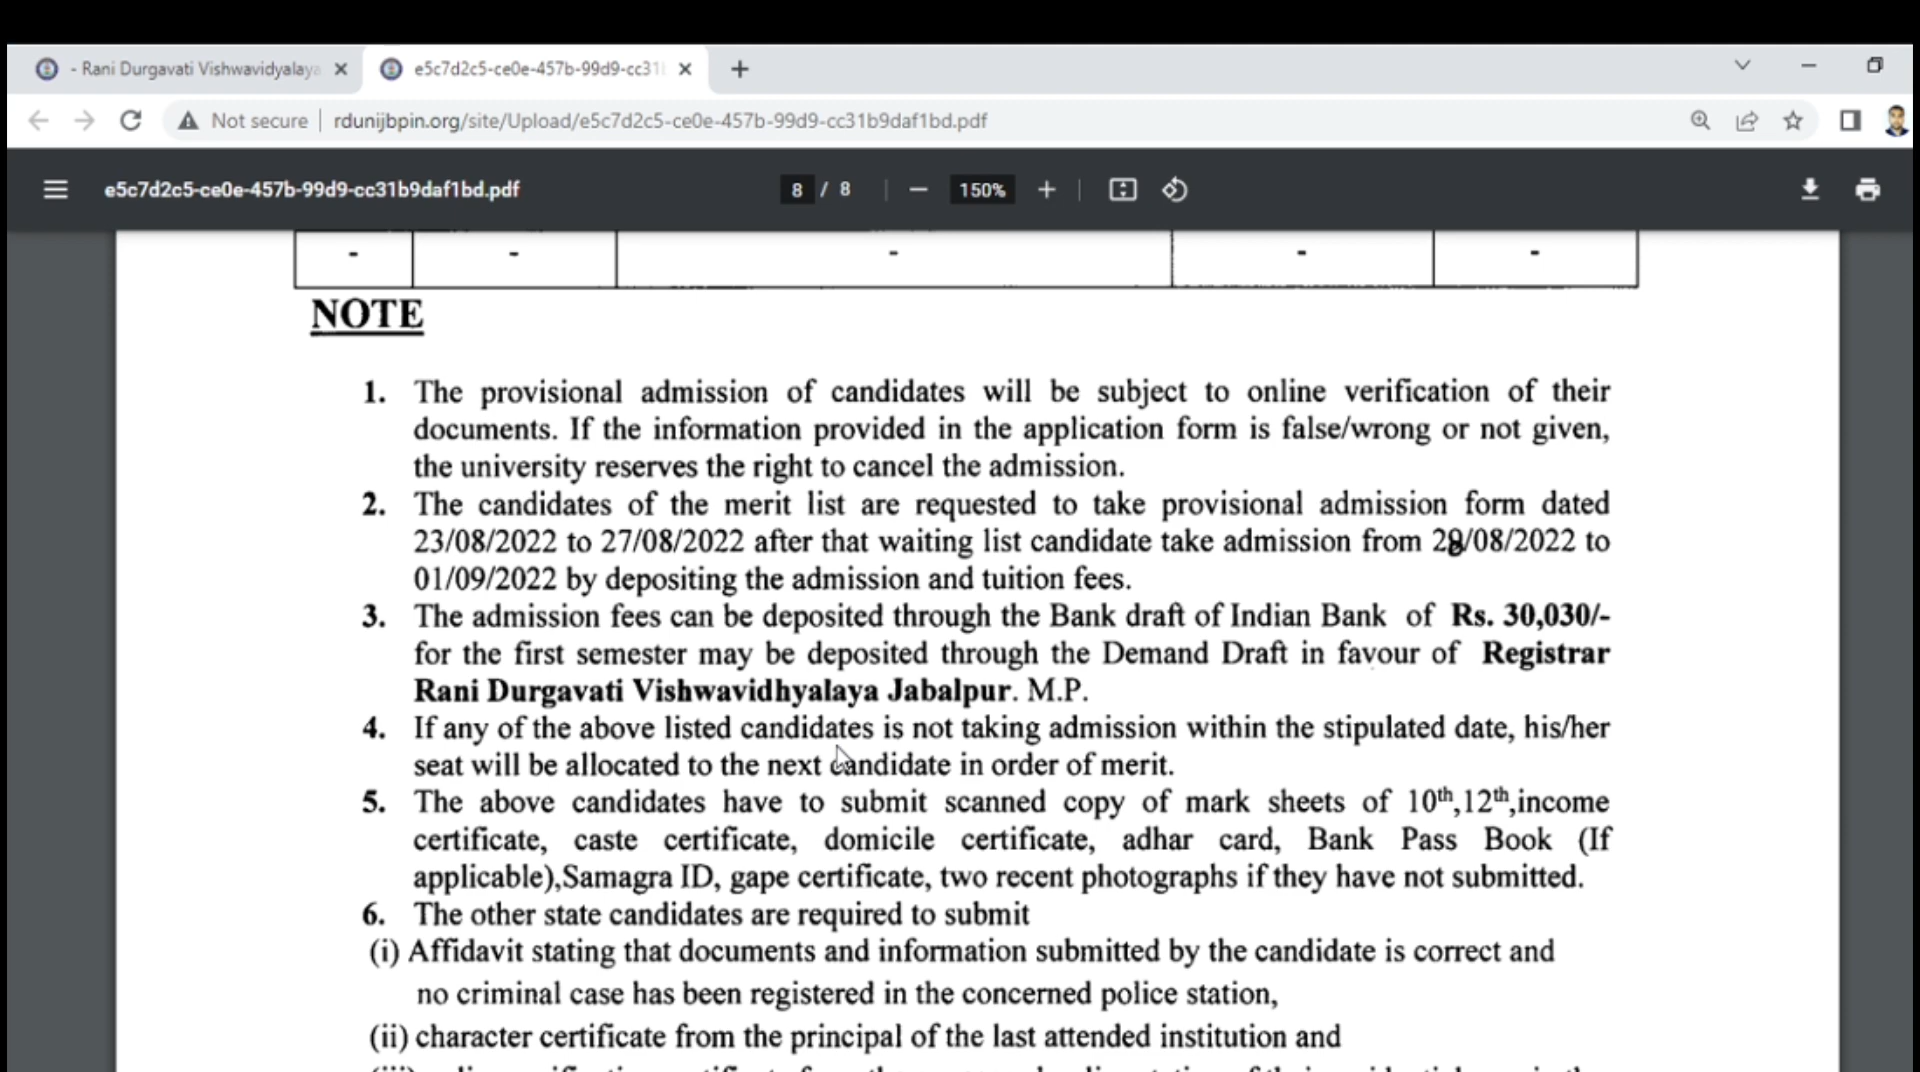 - Rani Durgavati Vishwavidyalaya
e5c7d2c5-ce0e-457b-99d9-cc31
Not secure
rdunijbpin.org/site/Upload/e5c7d2c5-ce0e-457b-99d9-cc31b9daf1bd.pdf
e5c7d2c5-ce0e-457b-99d9-cc31b9daf1bd.pdf
8 / 8
150%
- - - - -
NOTE
1. The provisional admission of candidates will be subject to online verification of their
documents. If the information provided in the application form is false/wrong or not given,
the university reserves the right to cancel the admission.
2. The candidates of the merit list are requested to take provisional admission form dated
23/08/2022 to 27/08/2022 after that waiting list candidate take admission from 28/08/2022 to
01/09/2022 by depositing the admission and tuition fees.
3. The admission fees can be deposited through the Bank draft of Indian Bank of Rs. 30,030/-
for the first semester may be deposited through the Demand Draft in favour of Registrar
Rani Durgavati Vishwavidhyalaya Jabalpur. M.P.
4. If any of the above listed candidates is not taking admission within the stipulated date, his/her
seat will be allocated to the next candidate in order of merit.
5. The above candidates have to submit scanned copy of mark sheets of 10th,12th,income
certificate, caste certificate, domicile certificate, adhar card, Bank Pass Book (If
applicable),Samagra ID, gape certificate, two recent photographs if they have not submitted.
6. The other state candidates are required to submit
(i) Affidavit stating that documents and information submitted by the candidate is correct and
no criminal case has been registered in the concerned police station,
(ii) character certificate from the principal of the last attended institution and